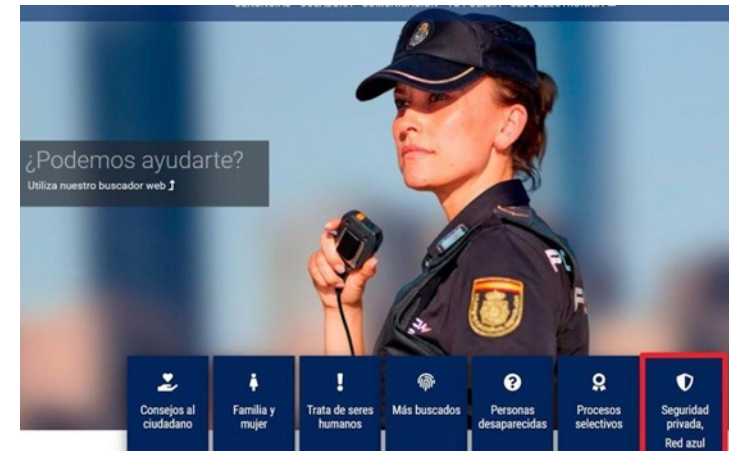 ¿Podemos ayudarte?
Utiliza nuestro buscador web
Consejos al
ciudadano
Familia y
mujer
Trata de seres
humanos
Más buscados
Personas
desaparecidas
Procesos
selectivos
Seguridad
privada,
Red azul